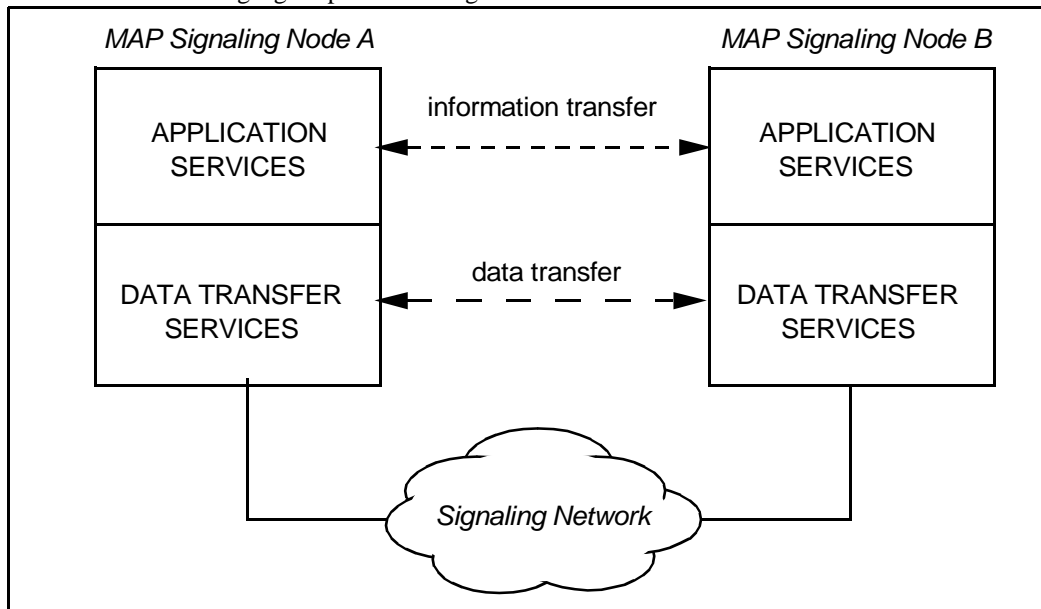 MAP Signaling Node A
MAP Signaling Node B
APPLICATION
SERVICES
information transfer
APPLICATION
SERVICES
DATA TRANSFER
SERVICES
data transfer
DATA TRANSFER
SERVICES
Signaling Network